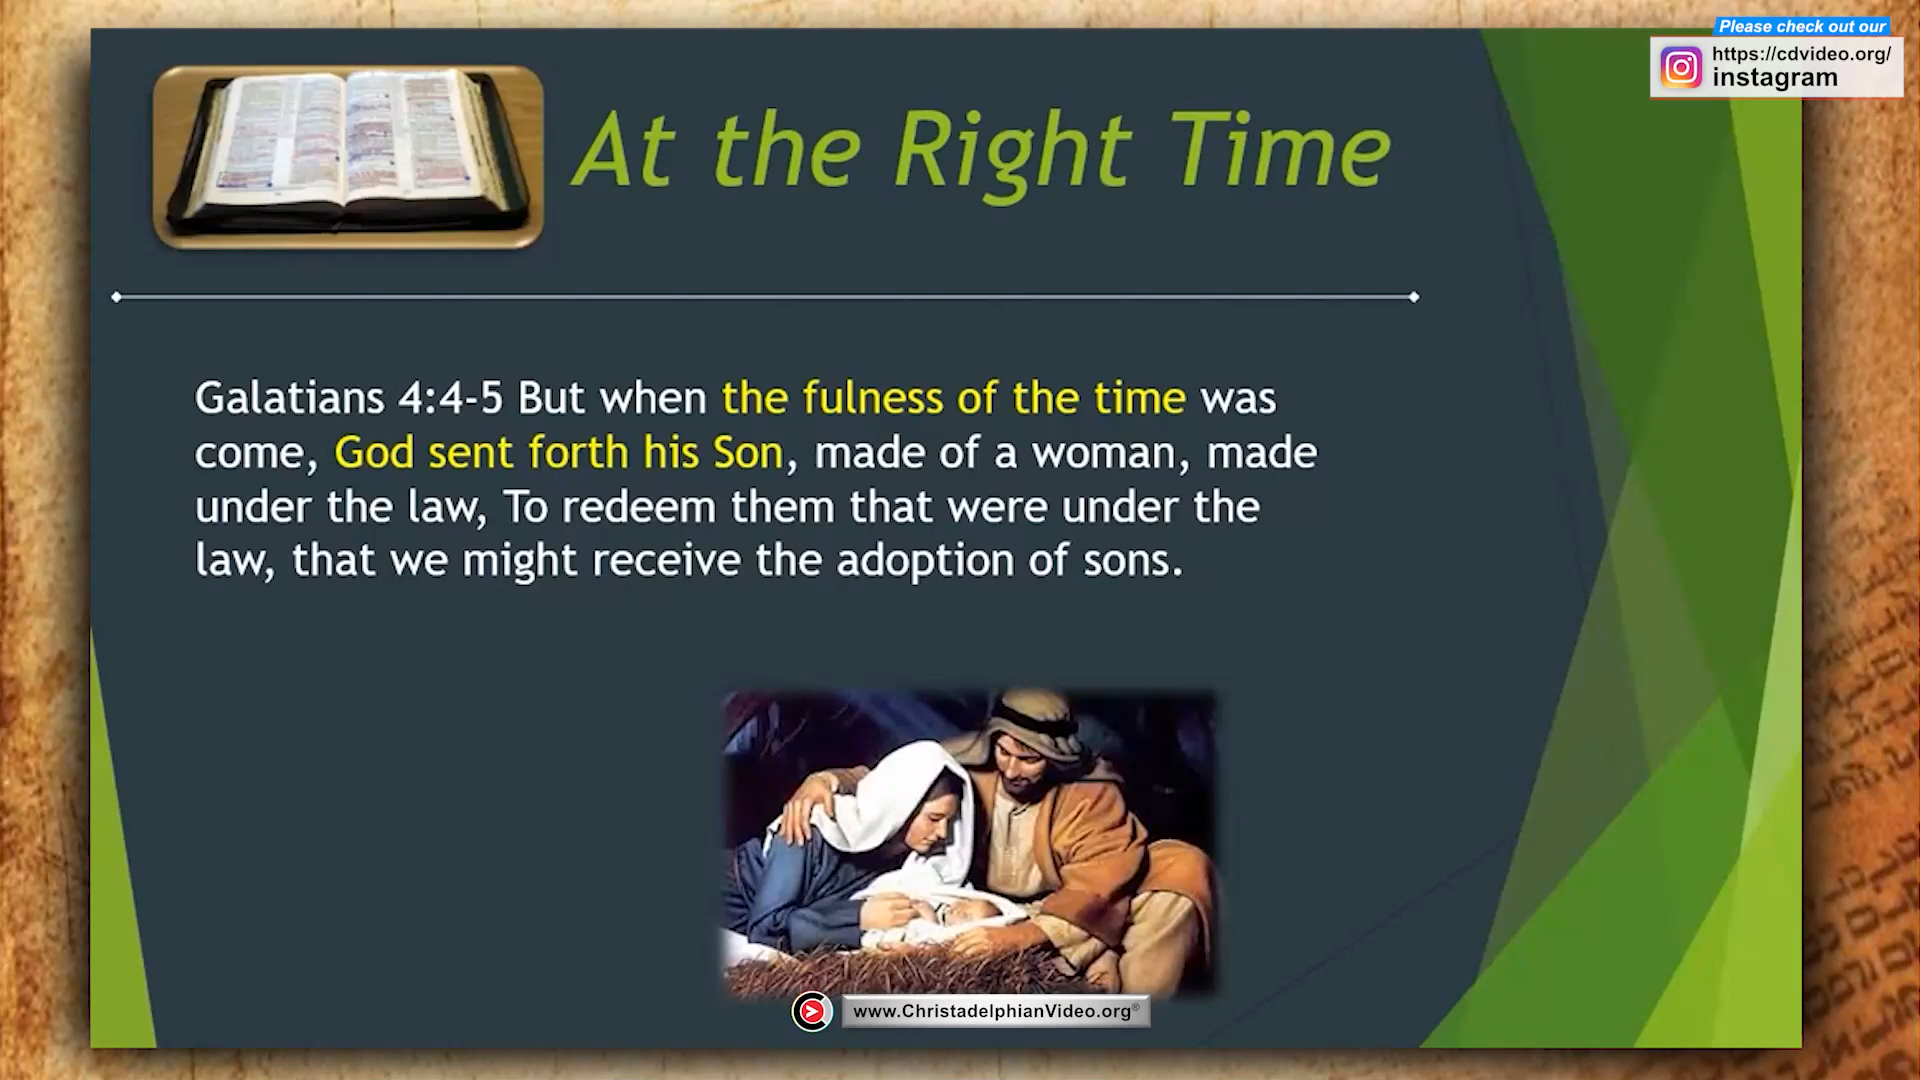 Please check out our
https://cdvideo.org/
instagram
At the Right Time
Galatians 4:4-5 But when the fulness of the time was
come, God sent forth his Son, made of a woman, made
under the law, To redeem them that were under the
law, that we might receive the adoption of sons.
www.ChristadelphianVideo.org®